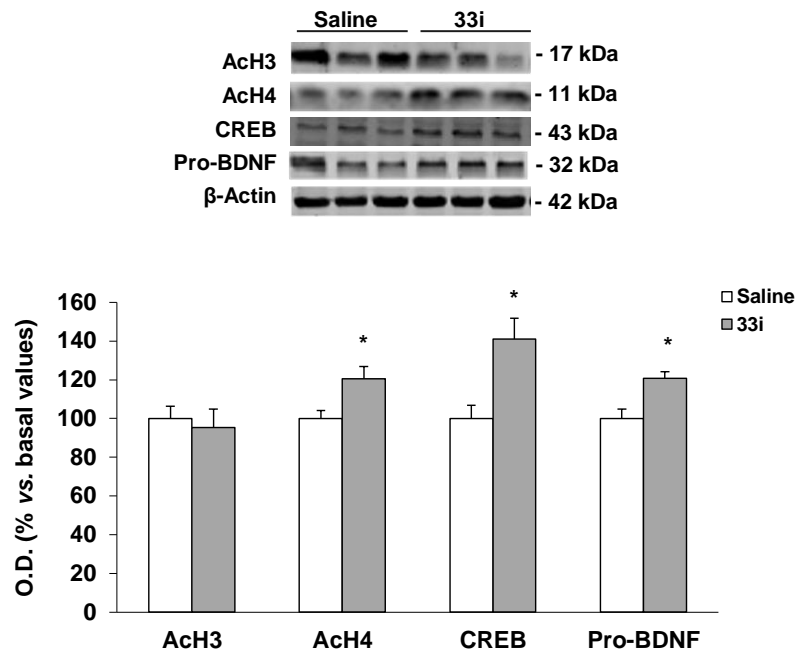 Saline 33i
AcH3 - 17 kDa
AcH4 - 11 kDa
CREB - 43 kDa
Pro-BDNF - 32 kDa
β-Actin - 42 kDa
O.D. (% vs. basal values)
160
140
120
100
80
60
40
20
0
* * *
Saline
33i
AcH3 AcH4 CREB Pro-BDNF